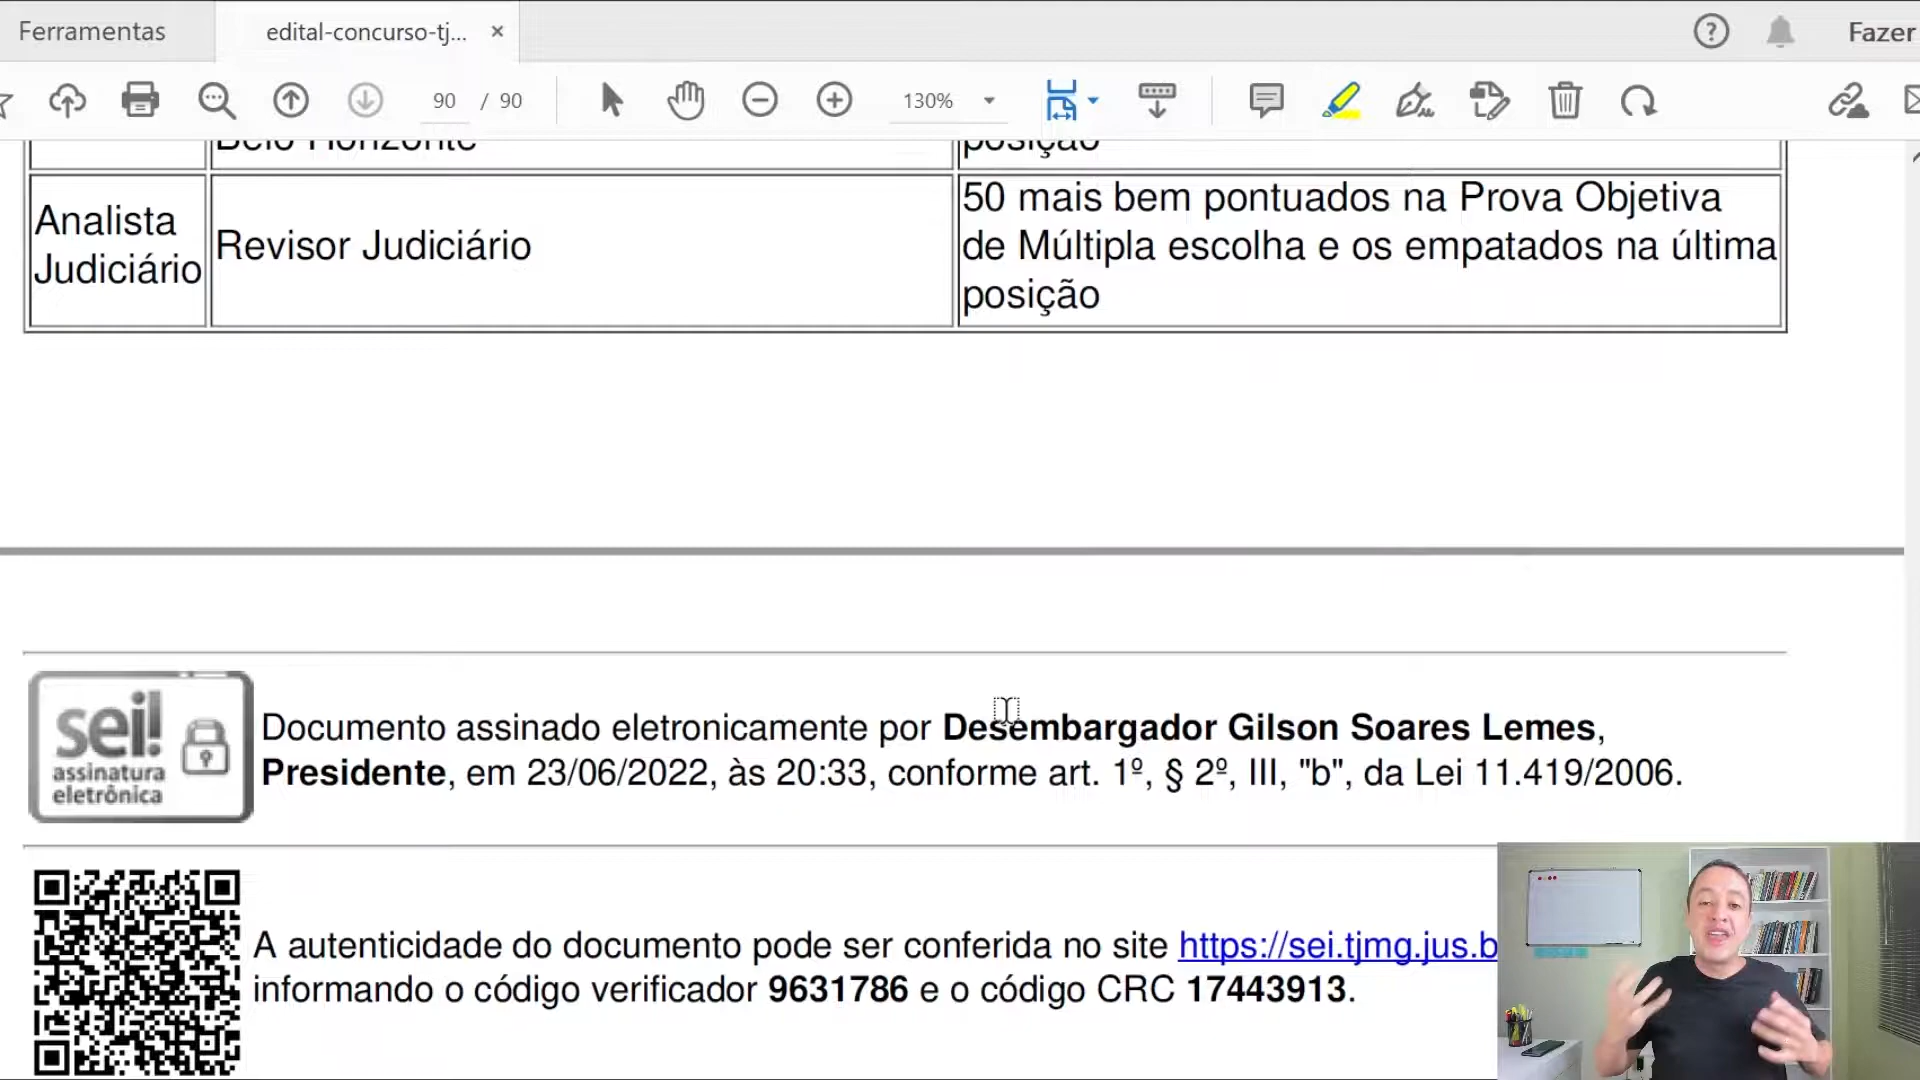 Ferramentas
edital-concurso-tj...
Fazer
90 / 90
130%
Belo Horizonte
posição
Analista
Judiciário
Revisor Judiciário
50 mais bem pontuados na Prova Objetiva
de Múltipla escolha e os empatados na última
posição
sei!
assinatura
eletrônica
Documento assinado eletronicamente por Desembargador Gilson Soares Lemes,
Presidente, em 23/06/2022, às 20:33, conforme art. 1º, § 2º, III, "b", da Lei 11.419/2006.
A autenticidade do documento pode ser conferida no site https://sei.tjmg.jus.b
informando o código verificador 9631786 e o código CRC 17443913.